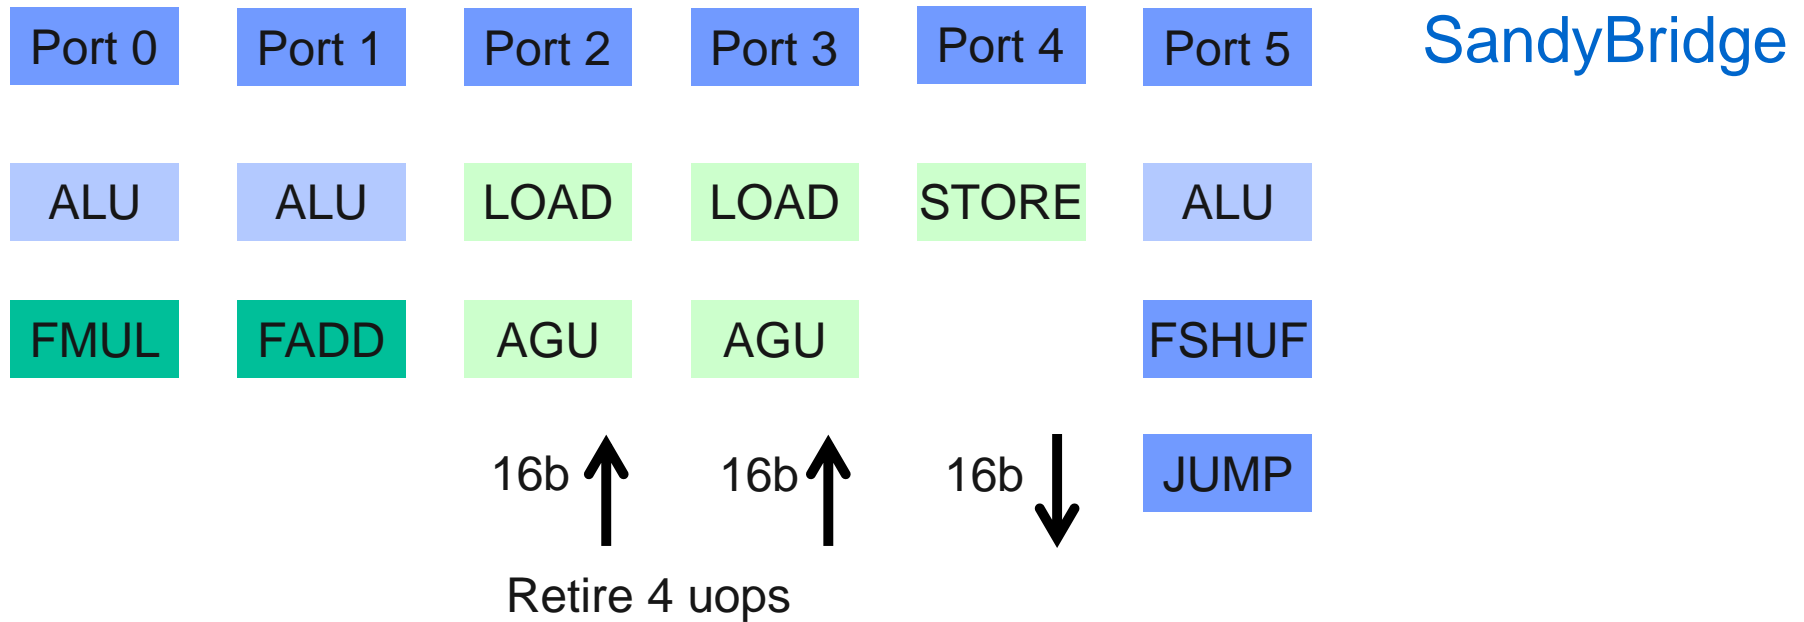 Port 0 Port 1 Port 2 Port 3 Port 4 Port 5 SandyBridge
ALU ALU LOAD LOAD STORE ALU
FMUL FADD AGU AGU FSHUF
16b 16b 16b JUMP
Retire 4 uops